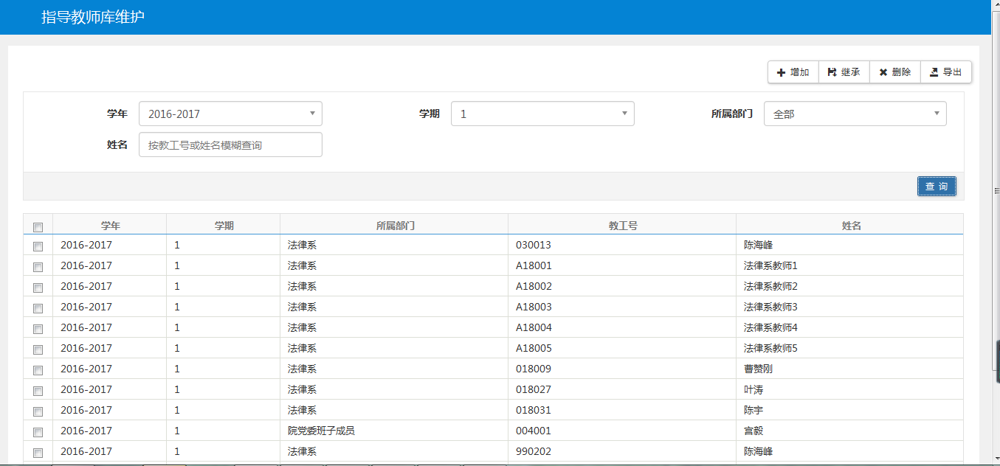 指导教师库维护
增加 继承 删除 导出
学年 2016-2017 学期 1 所属部门 全部
姓名 按教工号或姓名模糊查询
查 询
学年 学期 所属部门 教工号 姓名
2016-2017 1 法律系 030013 陈海峰
2016-2017 1 法律系 A18001 法律系教师1
2016-2017 1 法律系 A18002 法律系教师2
2016-2017 1 法律系 A18003 法律系教师3
2016-2017 1 法律系 A18004 法律系教师4
2016-2017 1 法律系 A18005 法律系教师5
2016-2017 1 法律系 018009 曹赞刚
2016-2017 1 法律系 018027 叶涛
2016-2017 1 法律系 018031 陈宇
2016-2017 1 院党委班子成员 004001 宫毅
2016-2017 1 法律系 990202 陈海峰